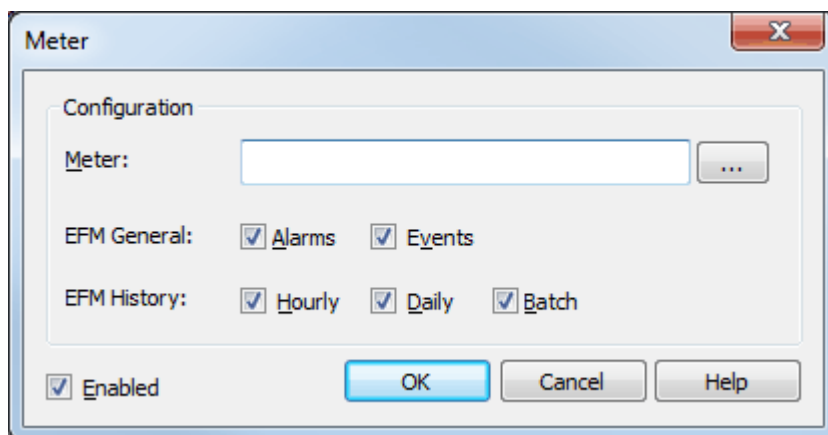 Meter
Configuration
Meter: ...
EFM General: Alarms Events
EFM History: Hourly Daily Batch
Enabled OK Cancel Help